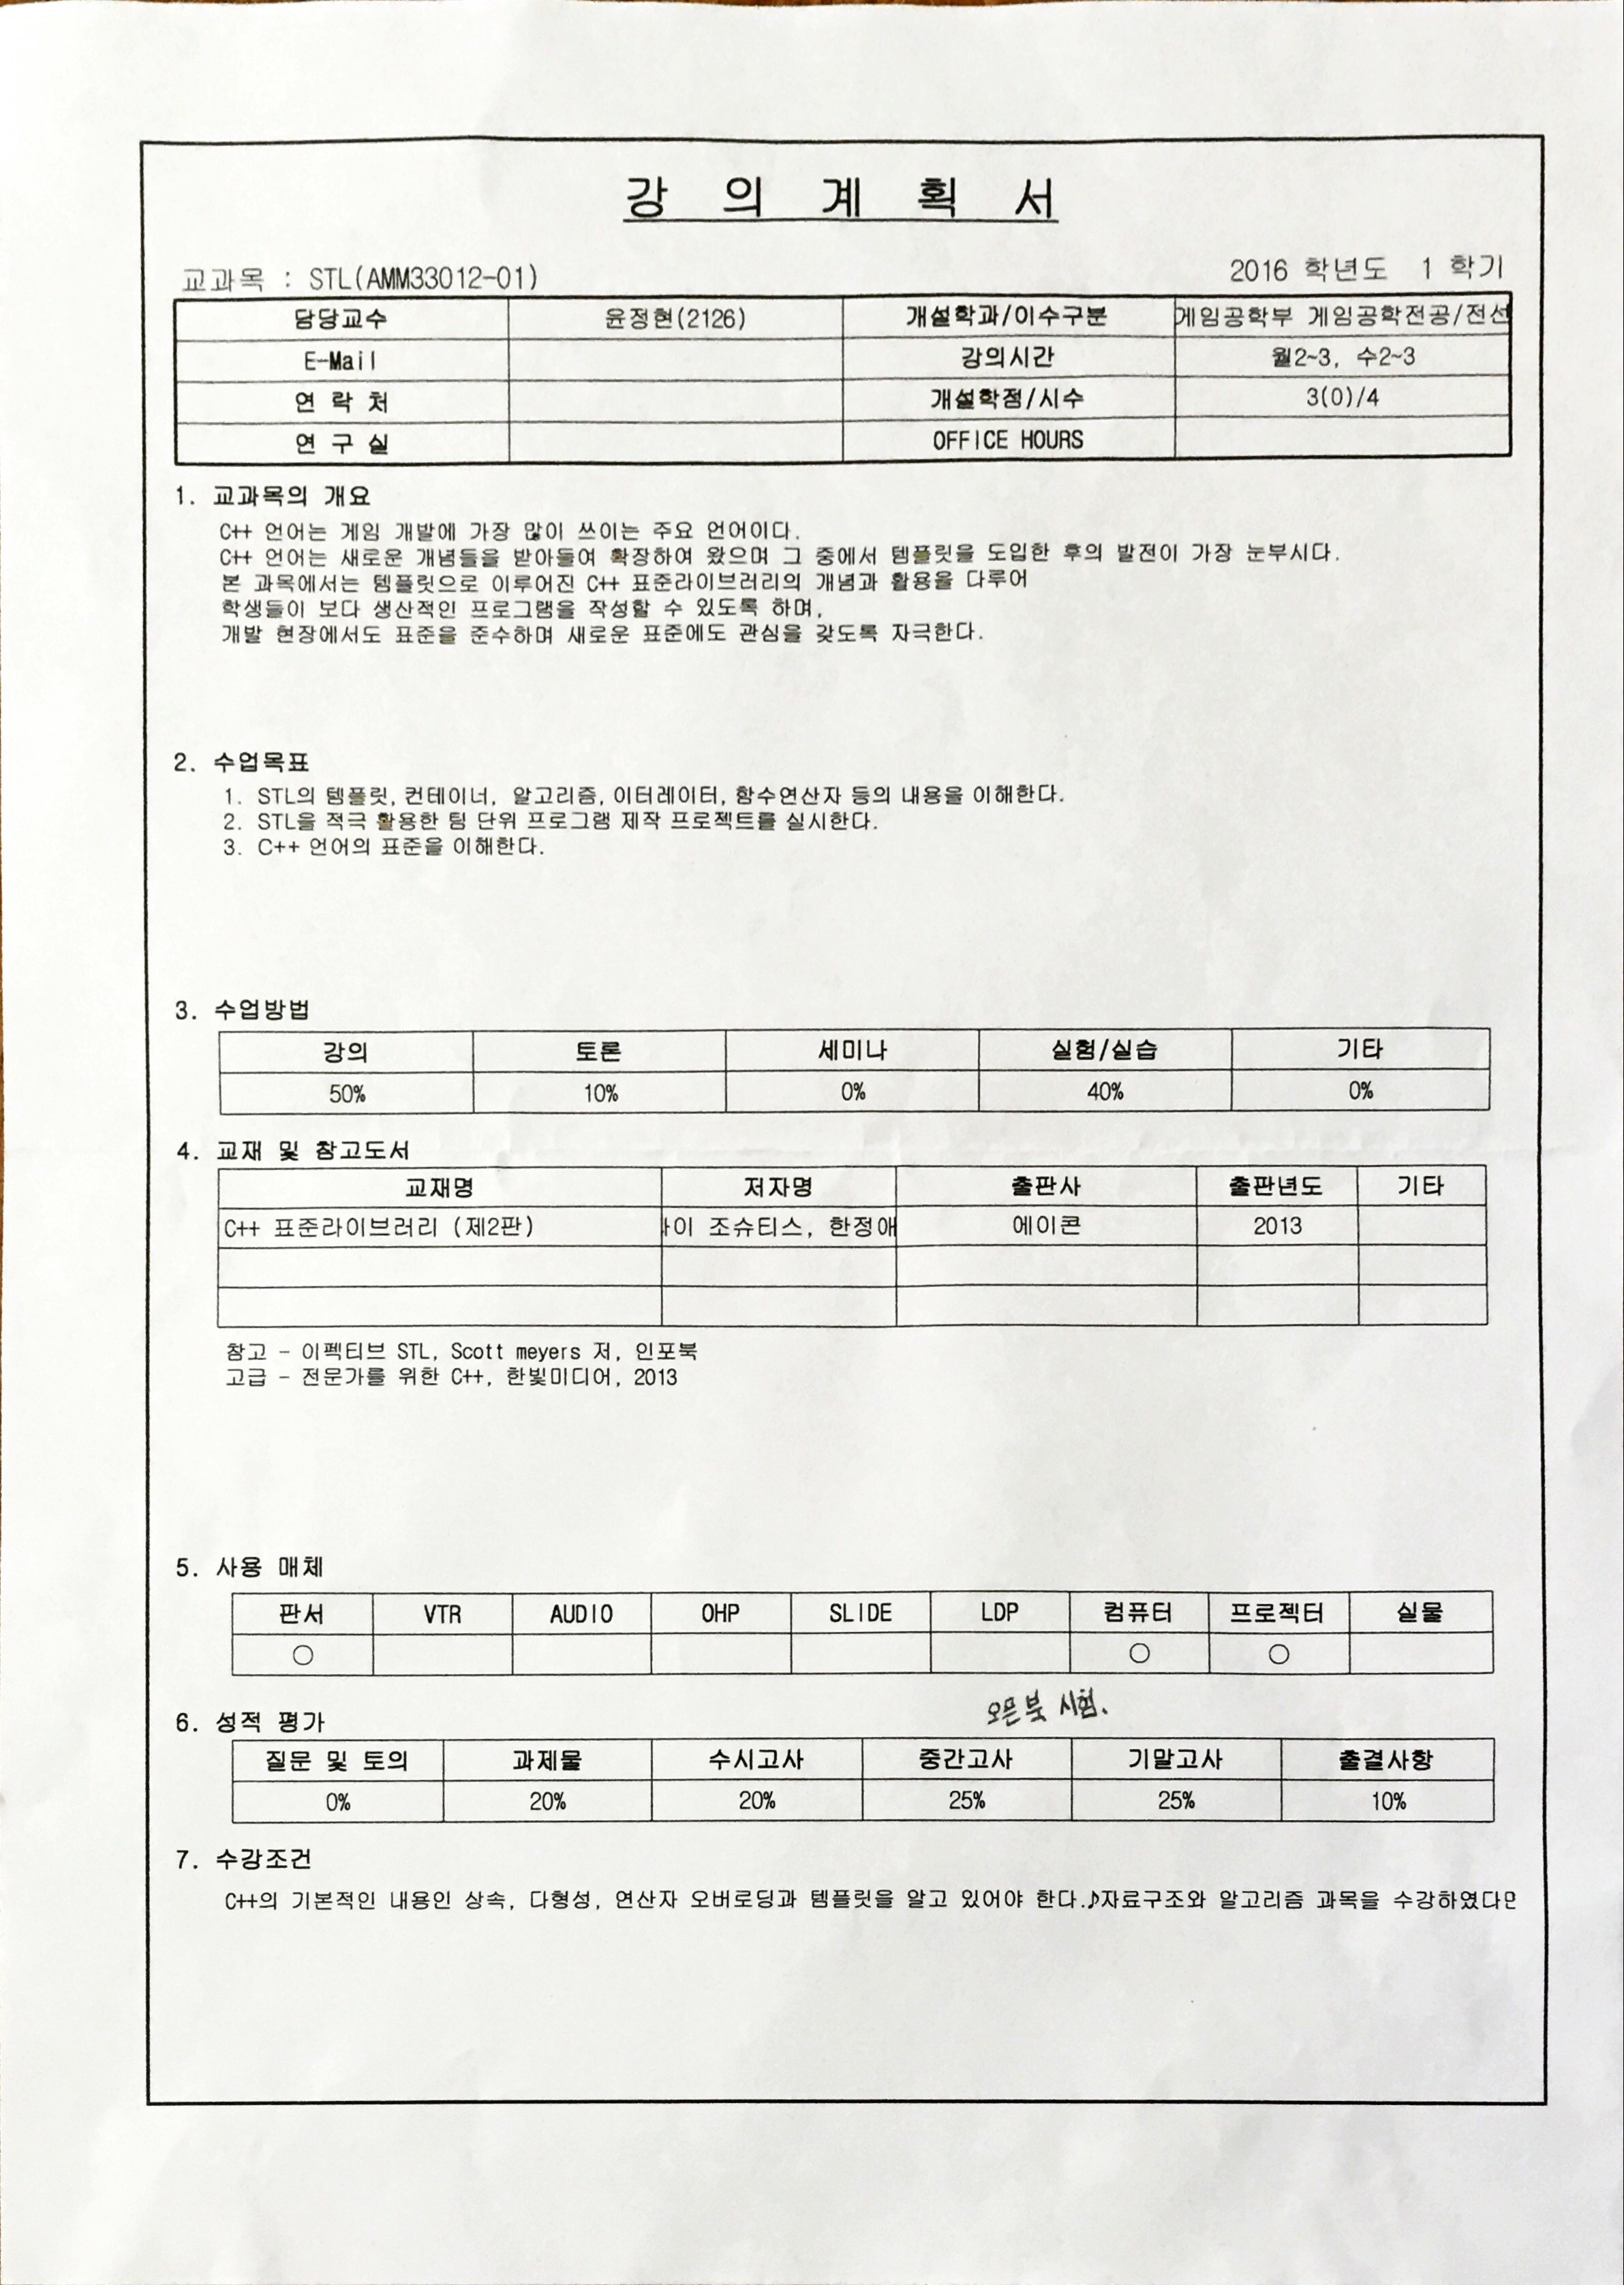 강 의 계 획 서
교과목 : STL(AMM33012-01)
2016 학년도 1 학기
담당교수 윤정현(2126) 개설학과/이수구분 게임공학부 게임공학전공/전선
E-Mail 강의시간 월2~3, 수2~3
연 락 처 개설학점/시수 3(0)/4
연 구 실 OFFICE HOURS
1. 교과목의 개요
C++ 언어는 게임 개발에 가장 많이 쓰이는 주요 언어이다.
C++ 언어는 새로운 개념들을 받아들여 확장하여 왔으며 그 중에서 템플릿을 도입한 후의 발전이 가장 눈부시다.
본 과목에서는 템플릿으로 이루어진 C++ 표준라이브러리의 개념과 활용을 다루어
학생들이 보다 생산적인 프로그램을 작성할 수 있도록 하며,
개발 현장에서도 표준을 준수하며 새로운 표준에도 관심을 갖도록 자극한다.
2. 수업목표
1. STL의 템플릿, 컨테이너, 알고리즘, 이터레이터, 함수연산자 등의 내용을 이해한다.
2. STL을 적극 활용한 팀 단위 프로그램 제작 프로젝트를 실시한다.
3. C++ 언어의 표준을 이해한다.
3. 수업방법
강의 토론 세미나 실험/실습 기타
50% 10% 0% 40% 0%
4. 교재 및 참고도서
교재명 저자명 출판사 출판년도 기타
C++ 표준라이브러리 (제2판) 이 조슈티스, 한정애 에이콘 2013
참고 - 이펙티브 STL, Scott meyers 저, 인포북
고급 - 전문가를 위한 C++, 한빛미디어, 2013
5. 사용 매체
판서 VTR AUDIO OHP SLIDE LDP 컴퓨터 프로젝터 실물
○ ○ ○
오픈북 시험.
6. 성적 평가
질문 및 토의 과제물 수시고사 중간고사 기말고사 출결사항
0% 20% 20% 25% 25% 10%
7. 수강조건
C++의 기본적인 내용인 상속, 다형성, 연산자 오버로딩과 템플릿을 알고 있어야 한다.♪자료구조와 알고리즘 과목을 수강하였다면